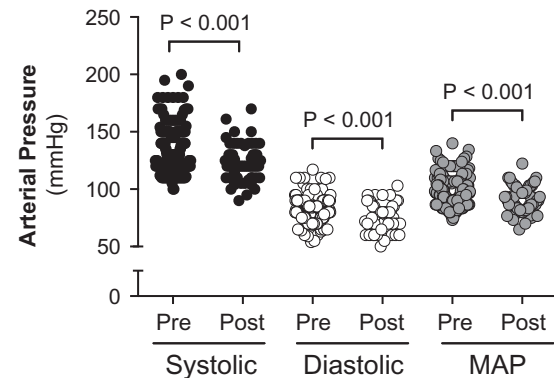 250
200
150
100
50
0
Arterial Pressure
(mmHg)
P < 0.001
P < 0.001
P < 0.001
Pre Post Pre Post Pre Post
Systolic Diastolic MAP